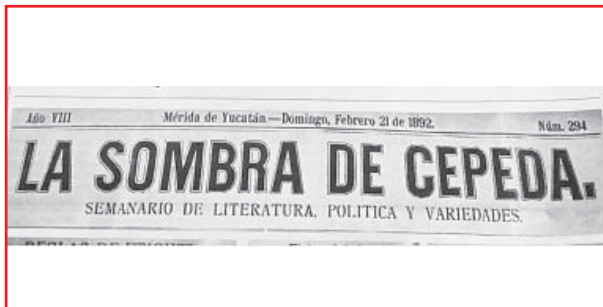 Año VIII Mérida de Yucatán—Domingo, Febrero 21 de 1892. Núm. 294
LA SOMBRA DE CEPEDA.
SEMANARIO DE LITERATURA, POLITICA Y VARIEDADES.